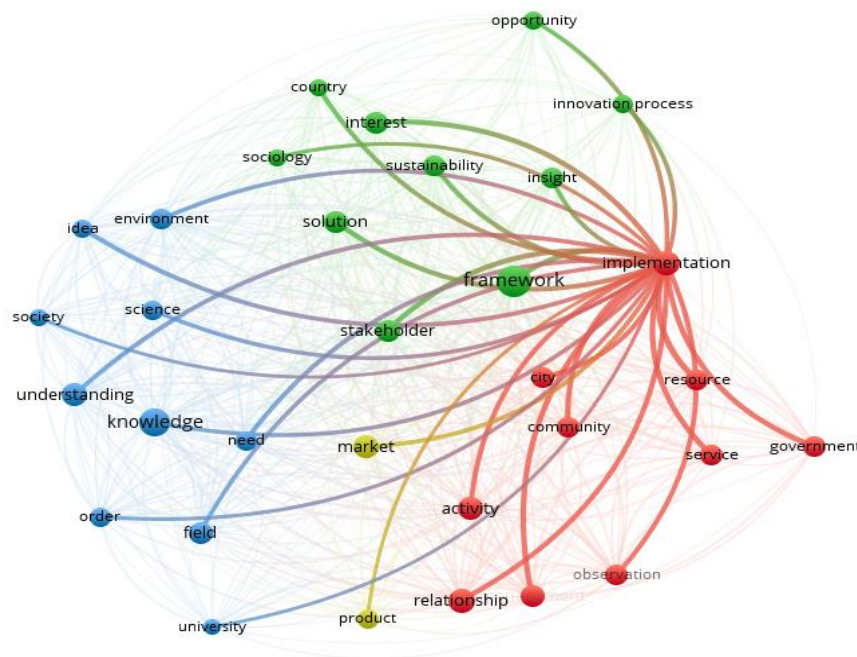 opportunity
country
innovation process
interest
sociology
sustainability
insight
environment
solution
idea
implementation
framework
science
society
stakeholder
city
resource
understanding
knowledge
community
need
market
government
service
activity
order
field
observation
relationship
product
university